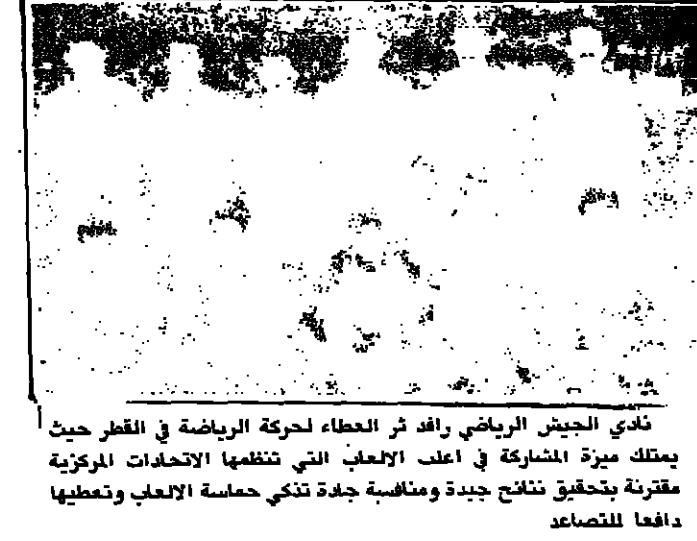 نادي الجيش الرياضي رافد ثر العطاء لحركة الرياضة في القطر حيث
يمتلك ميزة المشاركة في اغلب الالعاب التي تنظمها الاتحادات المركزية
مقترنة بتحقيق نتائج جيدة ومنافسة جادة تذكي حماسة الالعاب وتعطيها
دافعا للتصاعد